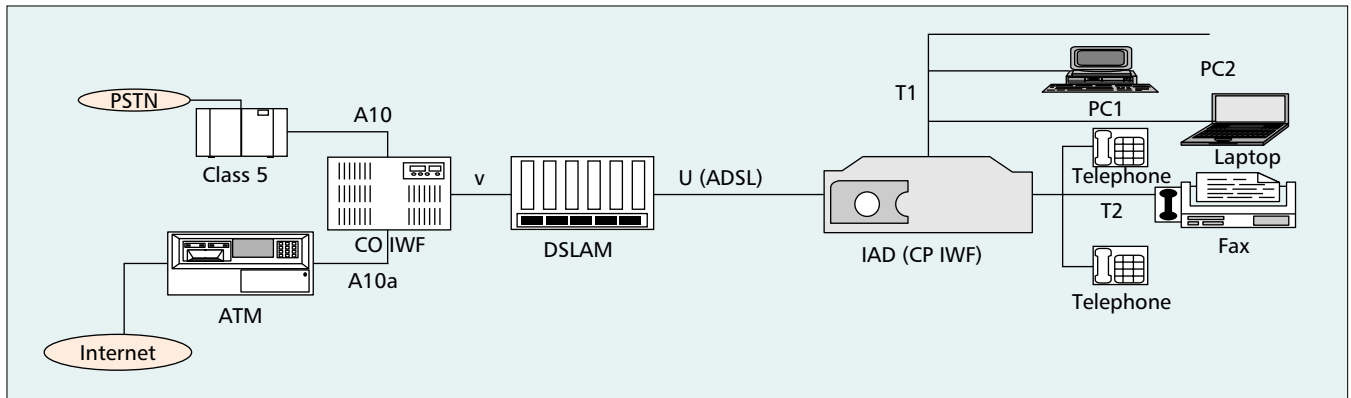 PSTN
Class 5
A10
CO IWF
A10a
ATM
Internet
v
DSLAM
U (ADSL)
IAD (CP IWF)
T1
PC1
PC2
Laptop
Telephone
T2
Fax
Telephone